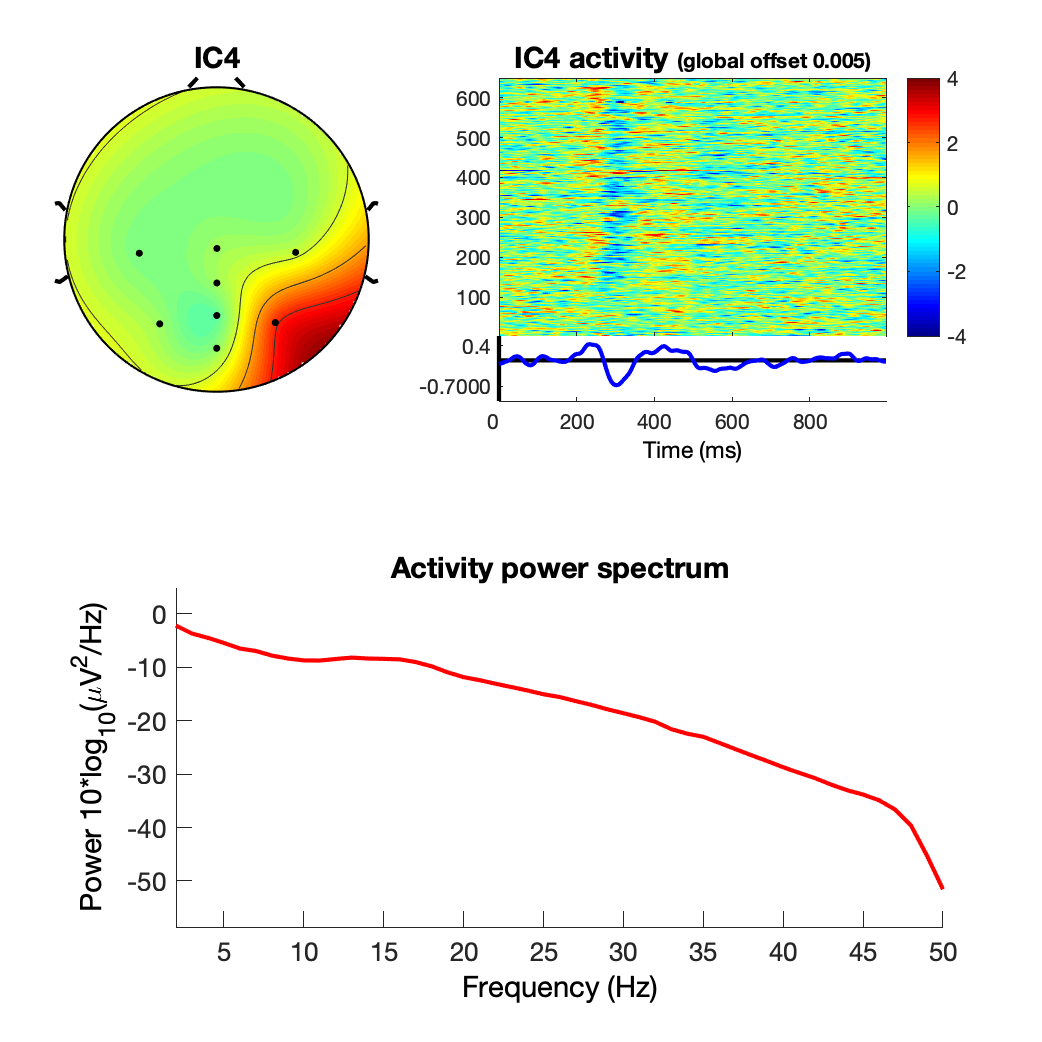 IC4
IC4 activity (global offset 0.005)
600
500
400
300
200
100
4
2
0
-2
-4
0.4
-0.7000
0 200 400 600 800
Time (ms)
Activity power spectrum
Power 10*log10(μV2/Hz)
0
-10
-20
-30
-40
-50
5 10 15 20 25 30 35 40 45 50
Frequency (Hz)